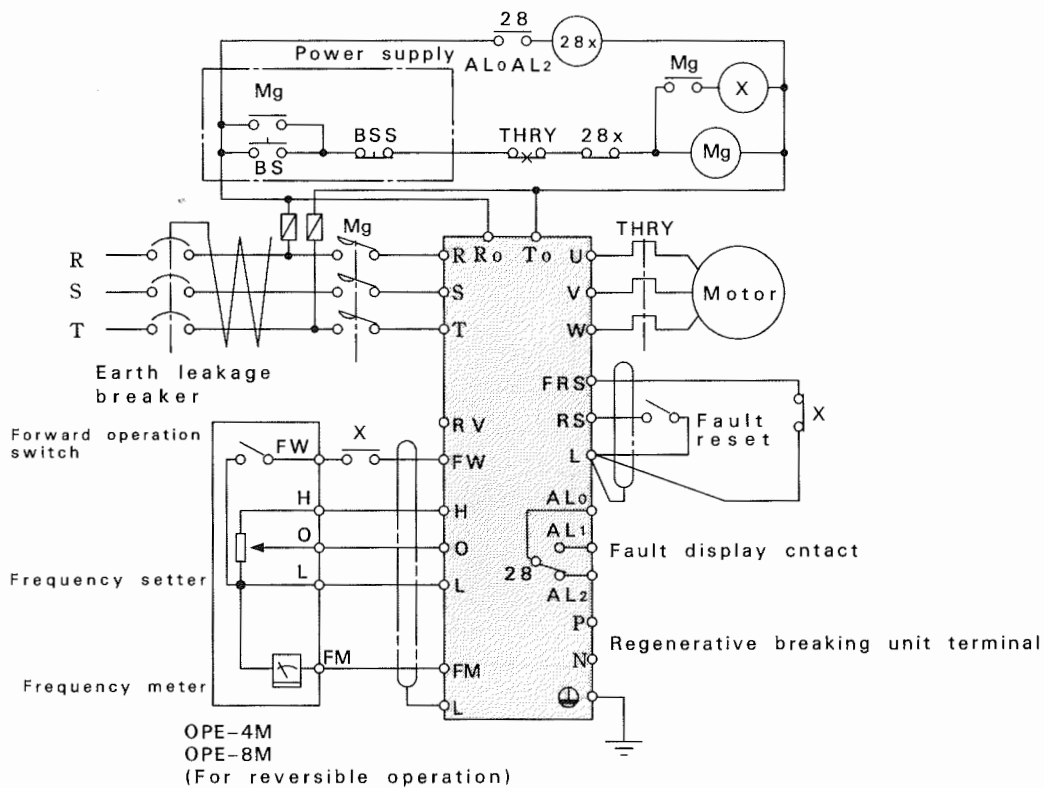 28
28x
Power supply
AL0 AL2
Mg
X
Mg
BSS
THRY
28x
BS
Mg
Mg
THRY
R
S
T
R R0 T0 U
S V
T W
Motor
Earth leakage
breaker
FRS
RS
L
Fault
reset
X
RV
Forward operation
switch
FW
X
FW
H
H
O
O
L
L
AL0
AL1
28
AL2
Fault display cntact
Frequency setter
P
N
Regenerative breaking unit terminal
Frequency meter
FM
FM
L
OPE-4M
OPE-8M
(For reversible operation)